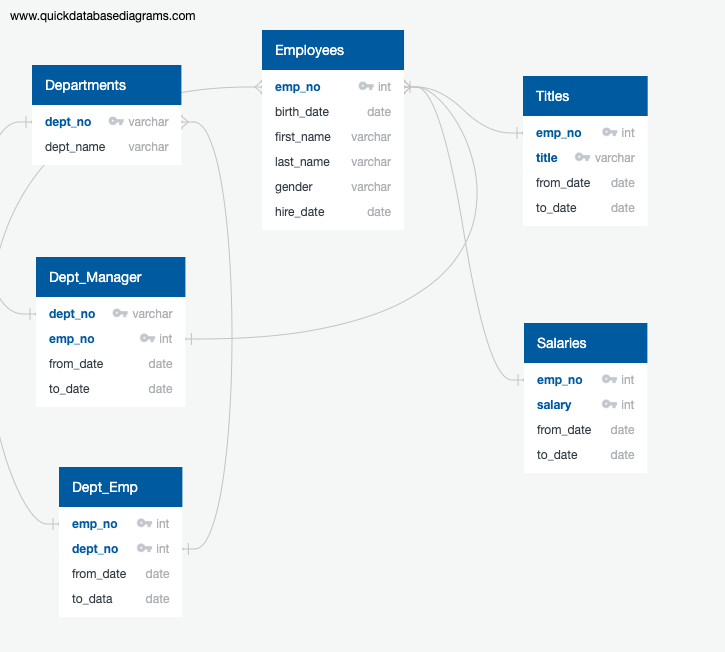 www.quickdatabasediagrams.com
Departments
dept_no varchar
dept_name varchar
Employees
emp_no int
birth_date date
first_name varchar
last_name varchar
gender varchar
hire_date date
Titles
emp_no int
title varchar
from_date date
to_date date
Dept_Manager
dept_no varchar
emp_no int
from_date date
to_date date
Salaries
emp_no int
salary int
from_date date
to_date date
Dept_Emp
emp_no int
dept_no int
from_date date
to_data date